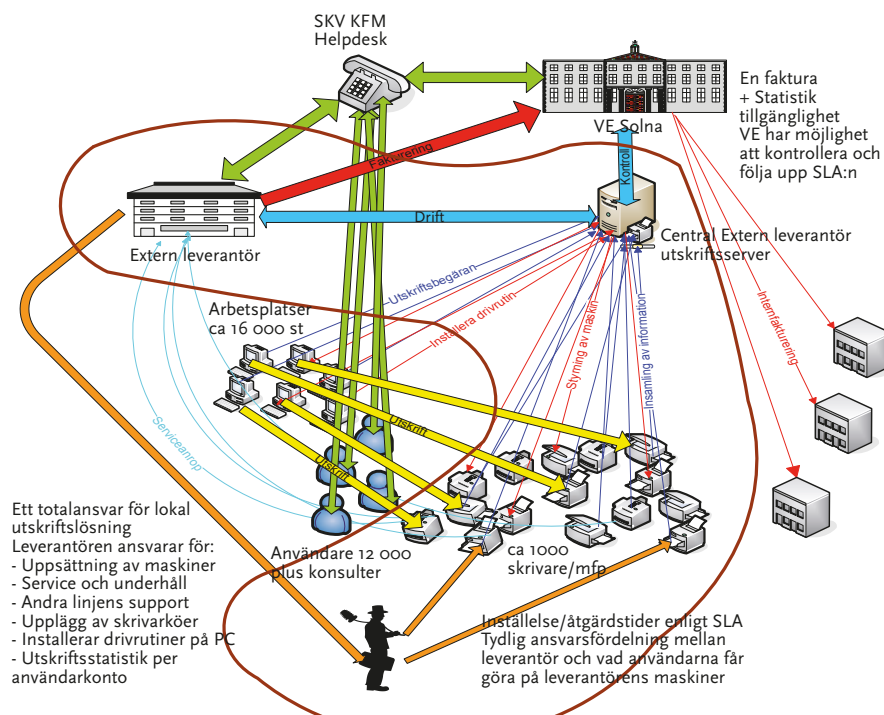 SKV KFM
Helpdesk
VE Solna
En faktura
+ Statistik
tillgänglighet
VE har möjlighet
att kontrollera och
följa upp SLA:n
Fakturering
Kontroll
Extern leverantör
Drift
Central Extern leverantör
utskriftsserver
Utskriftsbegäran
Arbetsplatser
ca 16 000 st
Installera drivrutin
Styrning av maskin
Insamling av information
Internfakturering
Serviceanrop
Utskrift
Utskrift
Ett totalansvar för lokal
utskriftslösning
Leverantören ansvarar för:
- Uppsättning av maskiner
- Service och underhåll
- Andra linjens support
- Upplägg av skrivarköer
- Installerar drivrutiner på PC
- Utskriftsstatistik per
användarkonto
Användare 12 000
plus konsulter
ca 1000
skrivare/mfp
Inställelse/åtgärdstider enligt SLA
Tydlig ansvarsfördelning mellan
leverantör och vad användarna får
göra på leverantörens maskiner